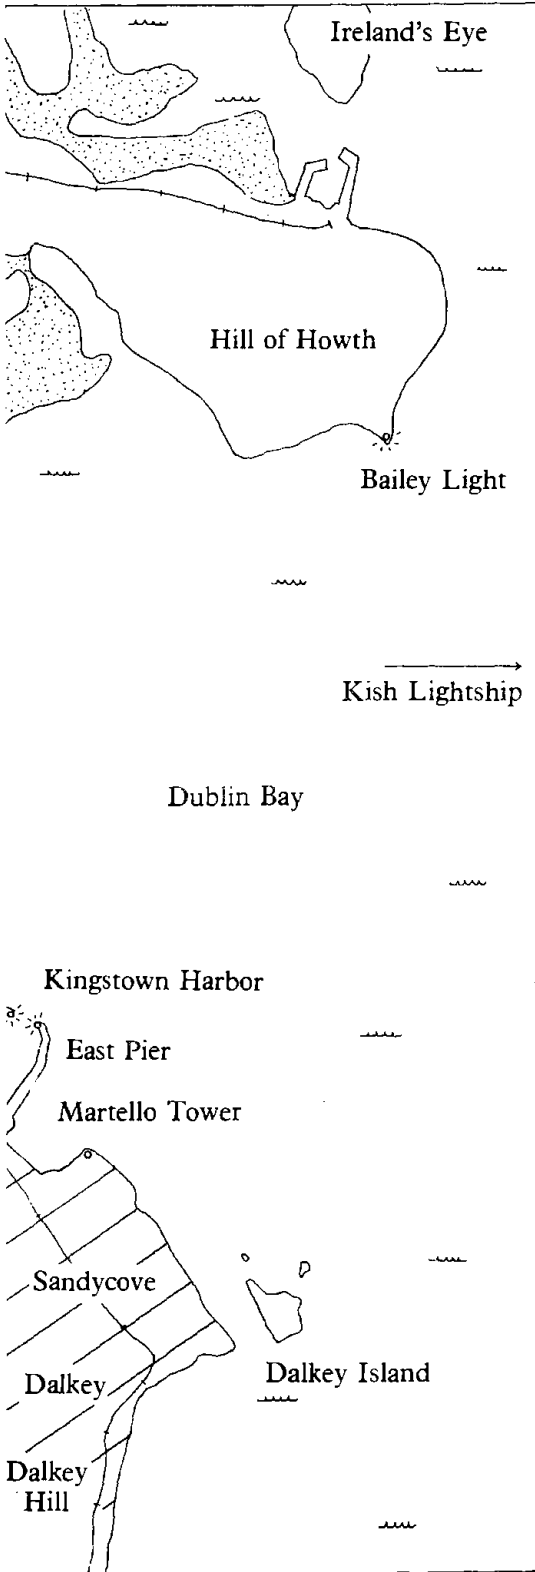 Ireland's Eye
Hill of Howth
Bailey Light
Kish Lightship
Dublin Bay
Kingstown Harbor
East Pier
Martello Tower
Sandycove
Dalkey Island
Dalkey
Dalkey
Hill